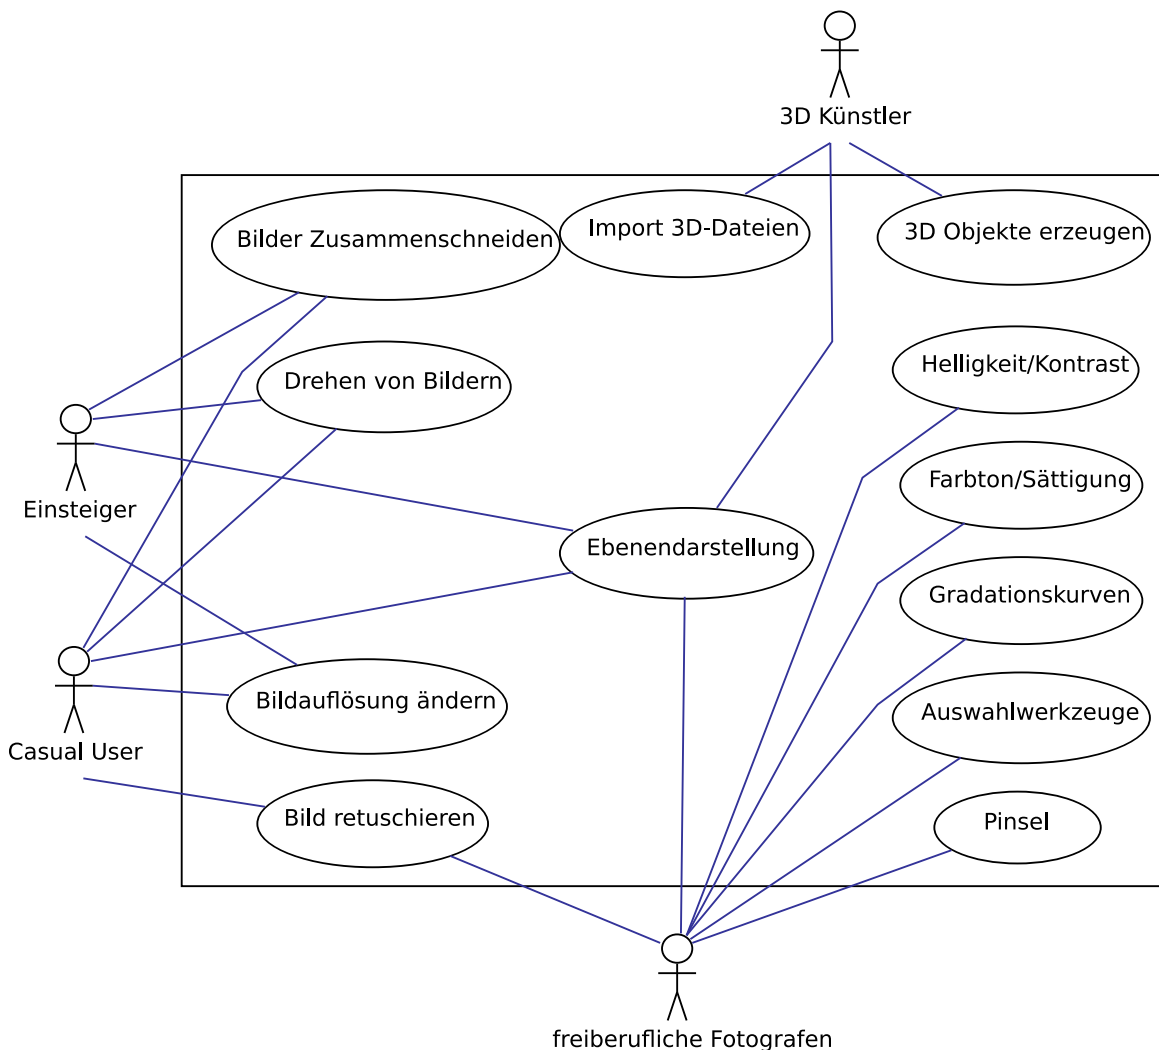 3D Künstler
Bilder Zusammenschneiden
Import 3D-Dateien
3D Objekte erzeugen
Helligkeit/Kontrast
Drehen von Bildern
Farbton/Sättigung
Einsteiger
Ebenendarstellung
Gradationskurven
Bildauflösung ändern
Auswahlwerkzeuge
Casual User
Bild retuschieren
Pinsel
freiberufliche Fotografen